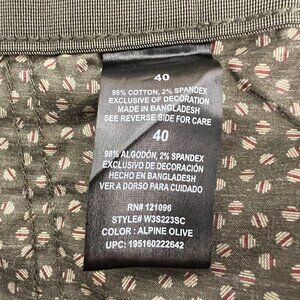 40
98% COTTON, 2% SPANDEX
EXCLUSIVE OF DECORATION
MADE IN BANGLADESH
SEE REVERSE SIDE FOR CARE
40
98% ALGODÓN, 2% SPANDEX
EXCLUSIVO DE DECORACIÓN
HECHO EN BANGLADESH
VER A DORSO PARA CUIDADO
RN# 121096
STYLE# W3S223SC
COLOR : ALPINE OLIVE
UPC: 195160222642